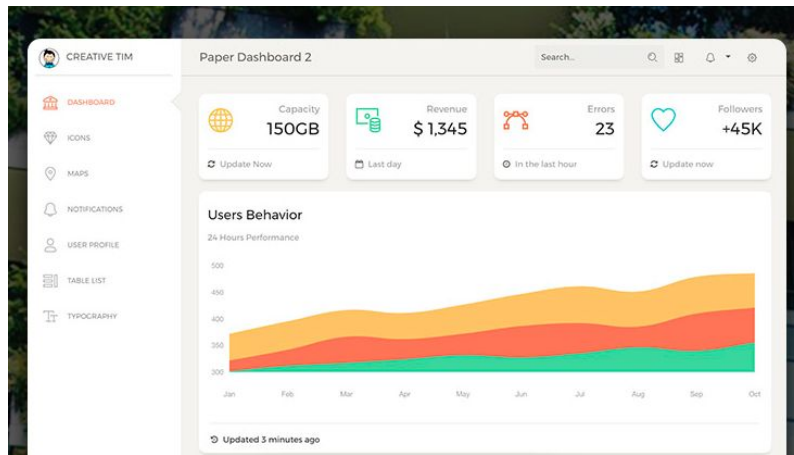 CREATIVE TIM
Paper Dashboard 2
Search...
DASHBOARD
ICONS
MAPS
NOTIFICATIONS
USER PROFILE
TABLE LIST
TYPOGRAPHY
Capacity
150GB
Update Now
Revenue
$ 1,345
Last day
Errors
23
In the last hour
Followers
+45K
Update now
Users Behavior
24 Hours Performance
500
450
400
350
300
Jan Feb Mar Apr May Jun Jul Aug Sep Oct
Updated 3 minutes ago